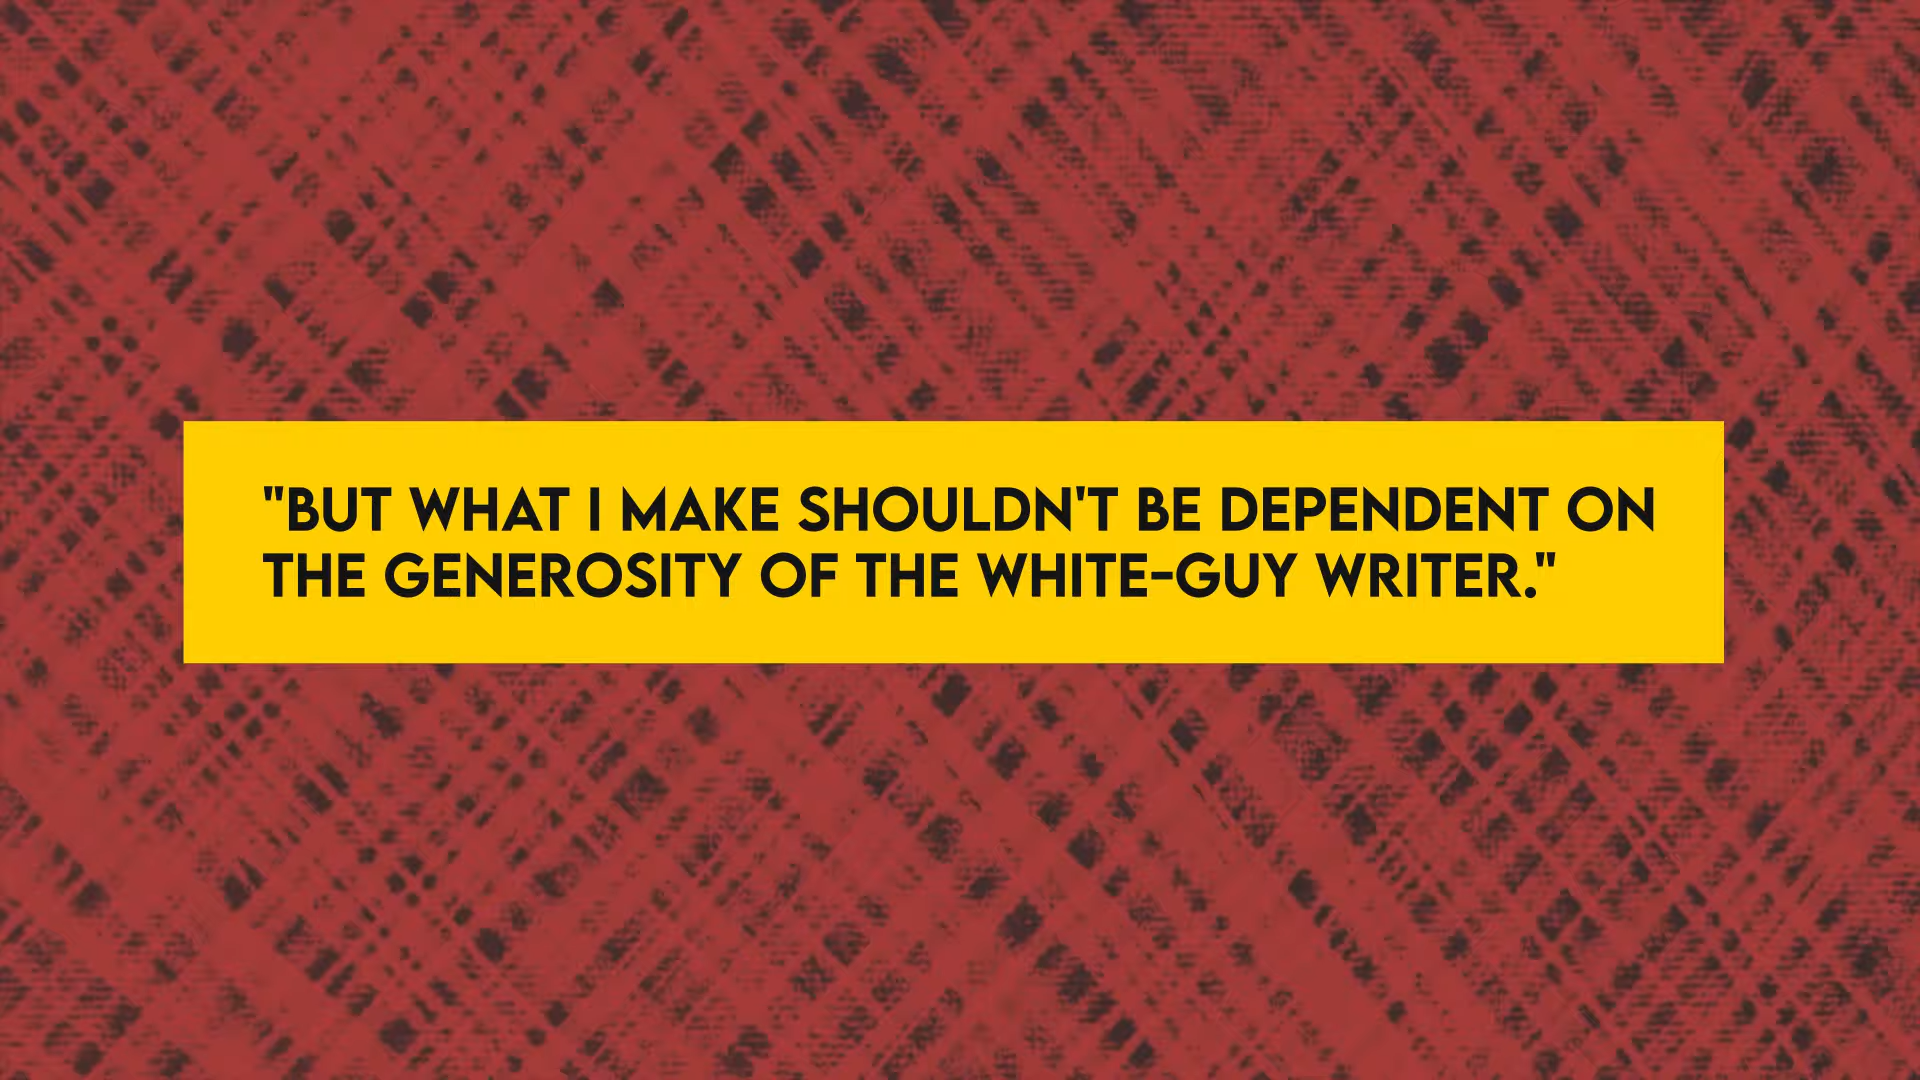 "BUT WHAT I MAKE SHOULDN'T BE DEPENDENT ON
THE GENEROSITY OF THE WHITE-GUY WRITER."